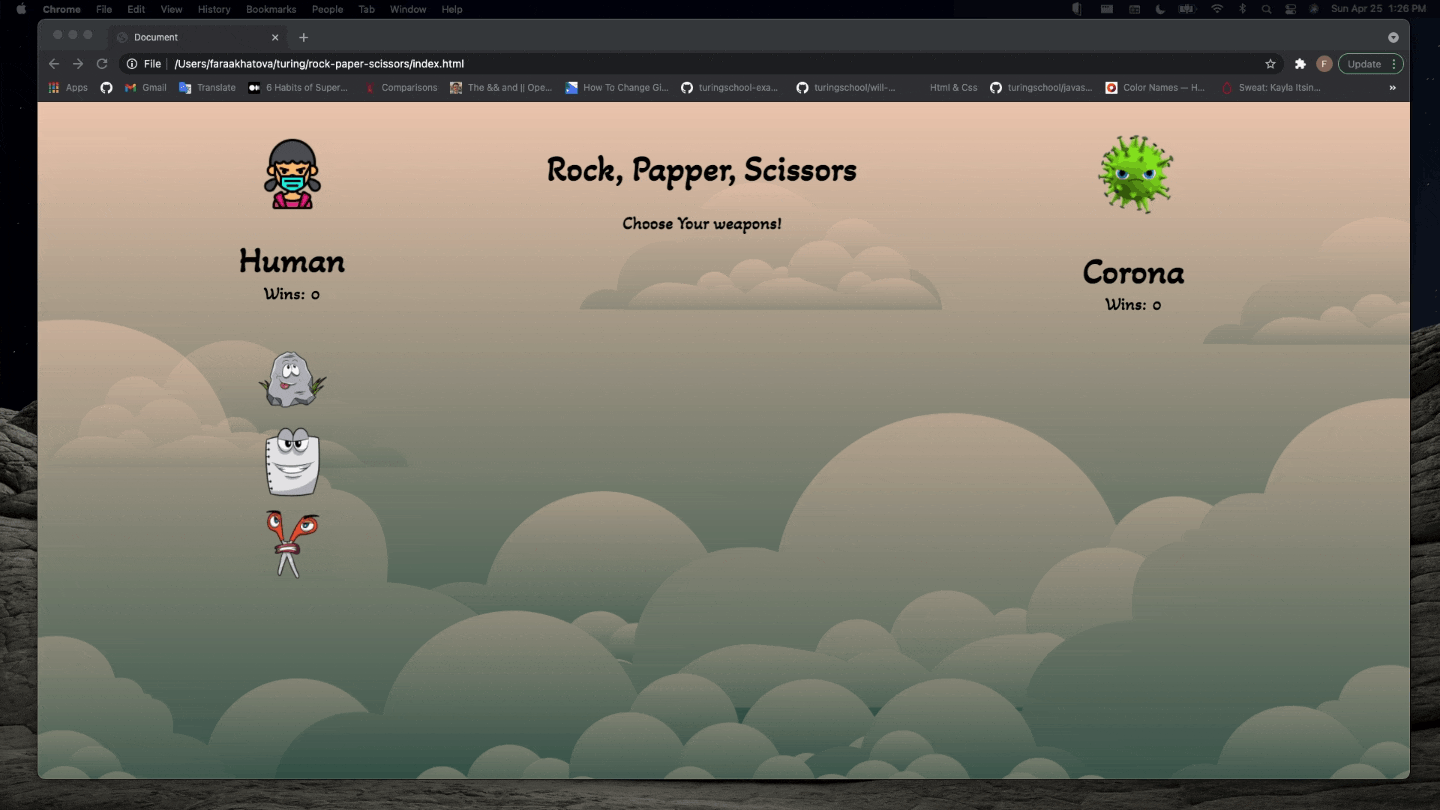 Chrome File Edit View History Bookmarks People Tab Window Help Sun Apr 25 1:26 PM
Document
File /Users/faraakhatova/turing/rock-paper-scissors/index.html F Update
Apps Gmail Translate 6 Habits of Super... Comparisons The && and || Ope... How To Change Gi... turingschool-exa... turingschool/will-... Html & Css turingschool/javas... Color Names — H... Sweat: Kayla Itsin... »
Rock, Papper, Scissors
Choose Your weapons!
Human
Wins: 0
Corona
Wins: 0